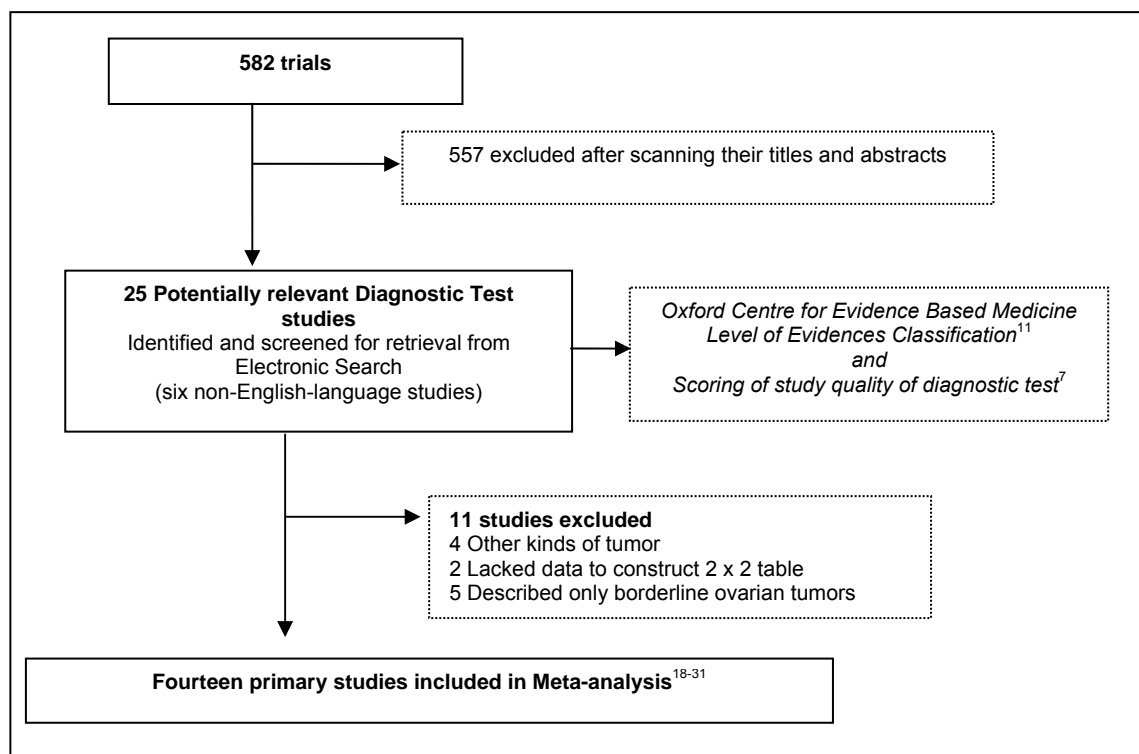 582 trials
557 excluded after scanning their titles and abstracts
25 Potentially relevant Diagnostic Test
studies
Identified and screened for retrieval from
Electronic Search
(six non-English-language studies)
Oxford Centre for Evidence Based Medicine
Level of Evidences Classification11
and
Scoring of study quality of diagnostic test7
11 studies excluded
4 Other kinds of tumor
2 Lacked data to construct 2 x 2 table
5 Described only borderline ovarian tumors
Fourteen primary studies included in Meta-analysis18-31